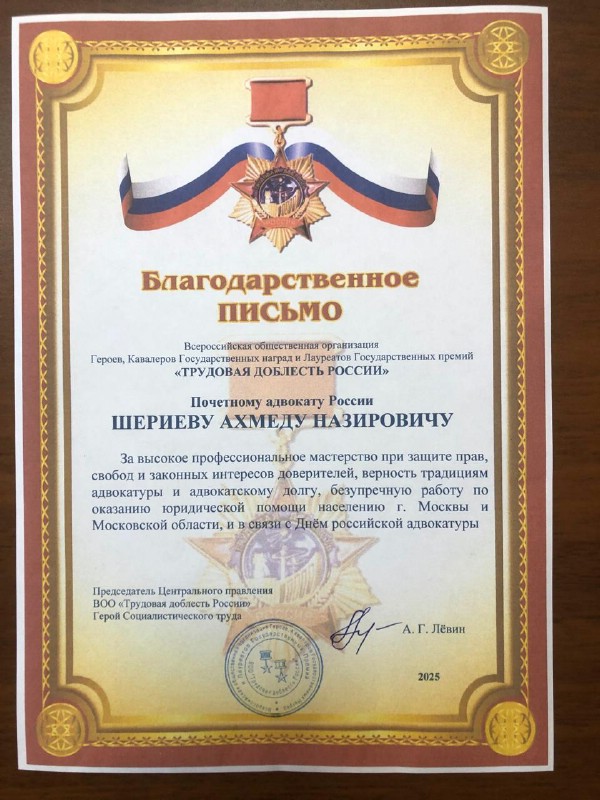 Благодарственное
ПИСЬМО
Всероссийская общественная организация
Героев, Кавалеров Государственных наград и Лауреатов Государственных премий
«ТРУДОВАЯ ДОБЛЕСТЬ РОССИИ»
Почетному адвокату России
ШЕРИЕВУ АХМЕДУ НАЗИРОВИЧУ
За высокое профессиональное мастерство при защите прав,
свобод и законных интересов доверителей, верность традициям
адвокатуры и адвокатскому долгу, безупречную работу по
оказанию юридической помощи населению г. Москвы и
Московской области, и в связи с Днём российской адвокатуры
Председатель Центрального правления
ВОО «Трудовая доблесть России»
Герой Социалистического труда
А. Г. Лёвин
2025